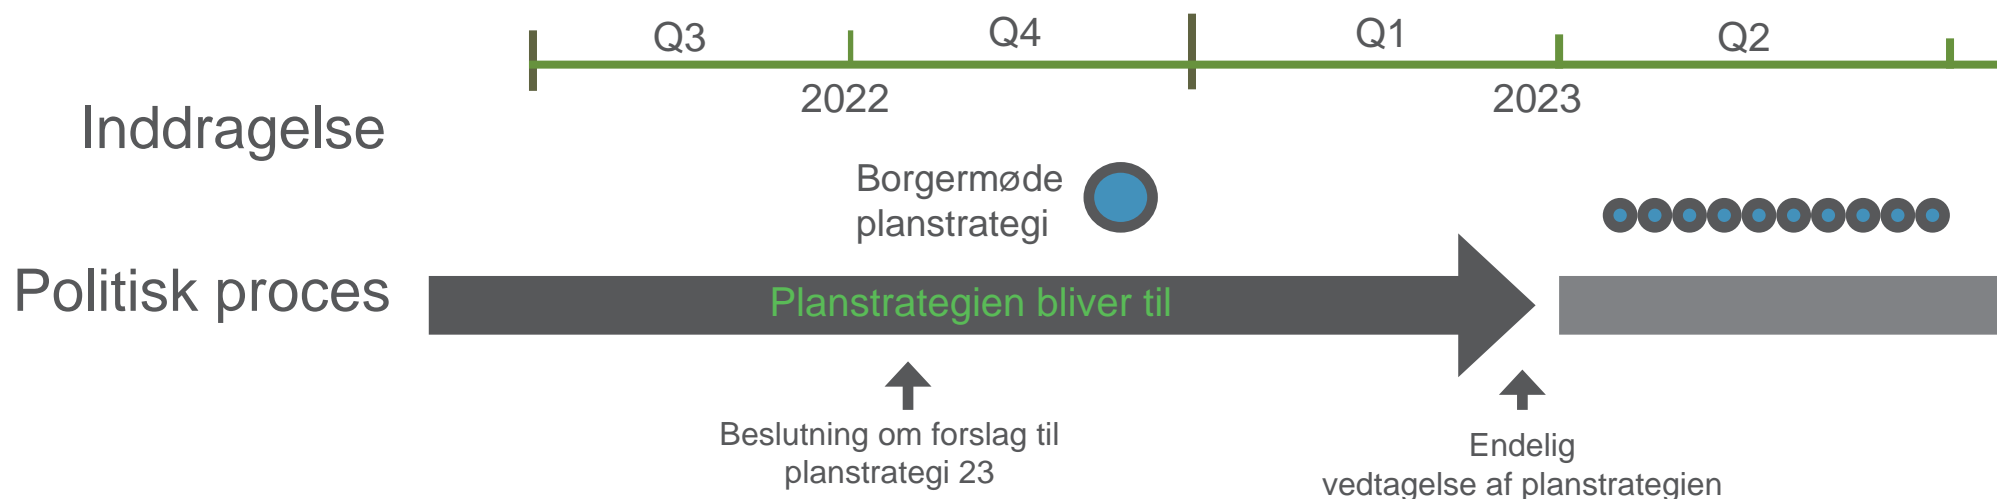 Q3
Q4
Q1
Q2
2022
2023
Inddragelse
Borgermøde
planstrategi
Politisk proces
Planstrategien bliver til
Beslutning om forslag til
planstrategi 23
Endelig
vedtagelse af planstrategien